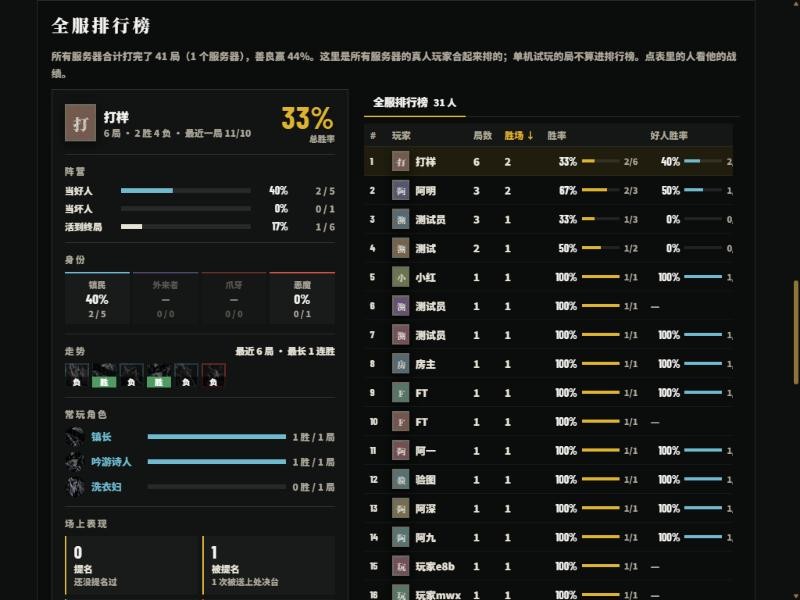 全服排行榜
所有服务器合计打完了 41 局（1 个服务器），善良赢 44%。这里是所有服务器的真人玩家合起来排的；单机试玩的局不算进排行榜。点表里的人看他的战
绩。
打
打样
6 局 · 2 胜 4 负 · 最近一局 11/10
33%
总胜率
阵营
当好人 40% 2 / 5
当坏人 0% 0 / 1
活到终局 17% 1 / 6
身份
镇民 外来者 爪牙 恶魔
40% — — 0%
2 / 5 0 / 0 0 / 0 0 / 1
走势 最近 6 局 · 最长 1 连胜
负 胜 负 胜 负 负
常玩角色
镇长 1 胜 / 1 局
吟游诗人 1 胜 / 1 局
洗衣妇 0 胜 / 1 局
场上表现
0 1
提名 被提名
还没提名过 1 次被送上处决台
全服排行榜 31 人
# 玩家 局数 胜场 ↓ 胜率 好人胜率
1 打 打样 6 2 33% 2/6 40% 2
2 阿 阿明 3 2 67% 2/3 50% 1
3 测 测试员 3 1 33% 1/3 0% 0
4 测 测试 2 1 50% 1/2 0% 0
5 小 小红 1 1 100% 1/1 100% 1
6 测 测试员 1 1 100% 1/1 —
7 测 测试员 1 1 100% 1/1 100% 1
8 房 房主 1 1 100% 1/1 100% 1
9 F FT 1 1 100% 1/1 100% 1
10 F FT 1 1 100% 1/1 —
11 阿 阿一 1 1 100% 1/1 100% 1
12 验 验图 1 1 100% 1/1 100% 1
13 阿 阿深 1 1 100% 1/1 100% 1
14 阿 阿九 1 1 100% 1/1 100% 1
15 玩 玩家e8b 1 1 100% 1/1 —
16 玩 玩家mwx 1 1 100% 1/1 —